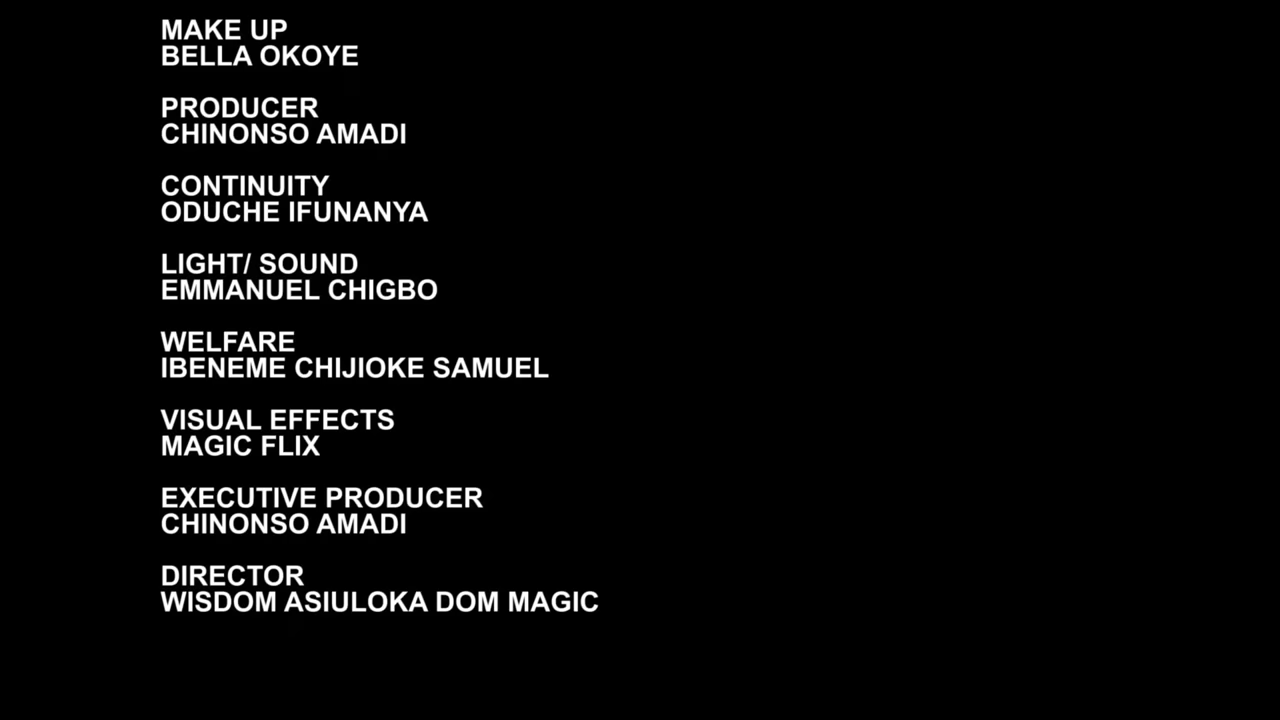 MAKE UP
BELLA OKOYE
PRODUCER
CHINONSO AMADI
CONTINUITY
ODUCHE IFUNANYA
LIGHT/ SOUND
EMMANUEL CHIGBO
WELFARE
IBENEME CHIJIOKE SAMUEL
VISUAL EFFECTS
MAGIC FLIX
EXECUTIVE PRODUCER
CHINONSO AMADI
DIRECTOR
WISDOM ASIULOKA DOM MAGIC